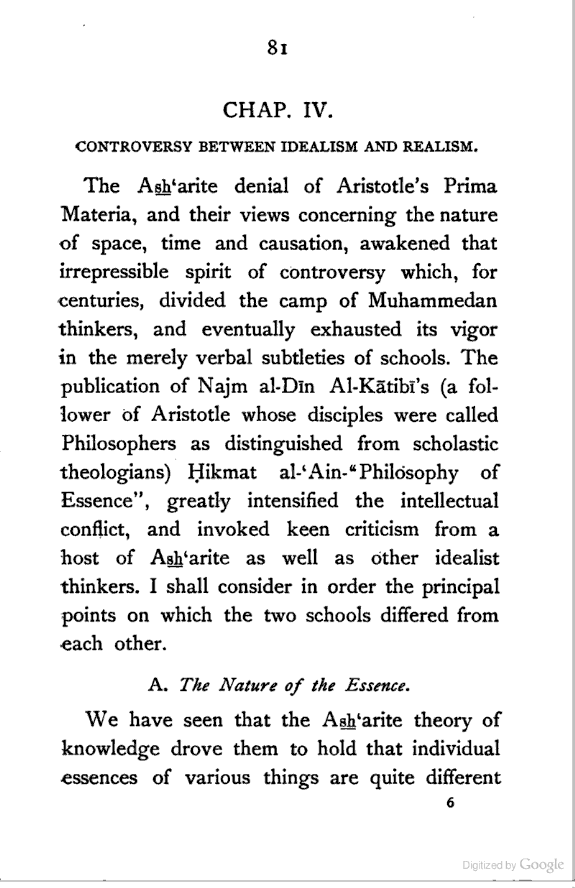 81
CHAP. IV.
CONTROVERSY BETWEEN IDEALISM AND REALISM.
The Ash‘arite denial of Aristotle's Prima
Materia, and their views concerning the nature
of space, time and causation, awakened that
irrepressible spirit of controversy which, for
centuries, divided the camp of Muhammedan
thinkers, and eventually exhausted its vigor
in the merely verbal subtleties of schools. The
publication of Najm al-Dīn Al-Kātibī's (a fol-
lower of Aristotle whose disciples were called
Philosophers as distinguished from scholastic
theologians) Ḥikmat al-‘Ain-“Philosophy of
Essence”, greatly intensified the intellectual
conflict, and invoked keen criticism from a
host of Ash‘arite as well as other idealist
thinkers. I shall consider in order the principal
points on which the two schools differed from
each other.
A. The Nature of the Essence.
We have seen that the Ash‘arite theory of
knowledge drove them to hold that individual
essences of various things are quite different
6
Digitized by Google